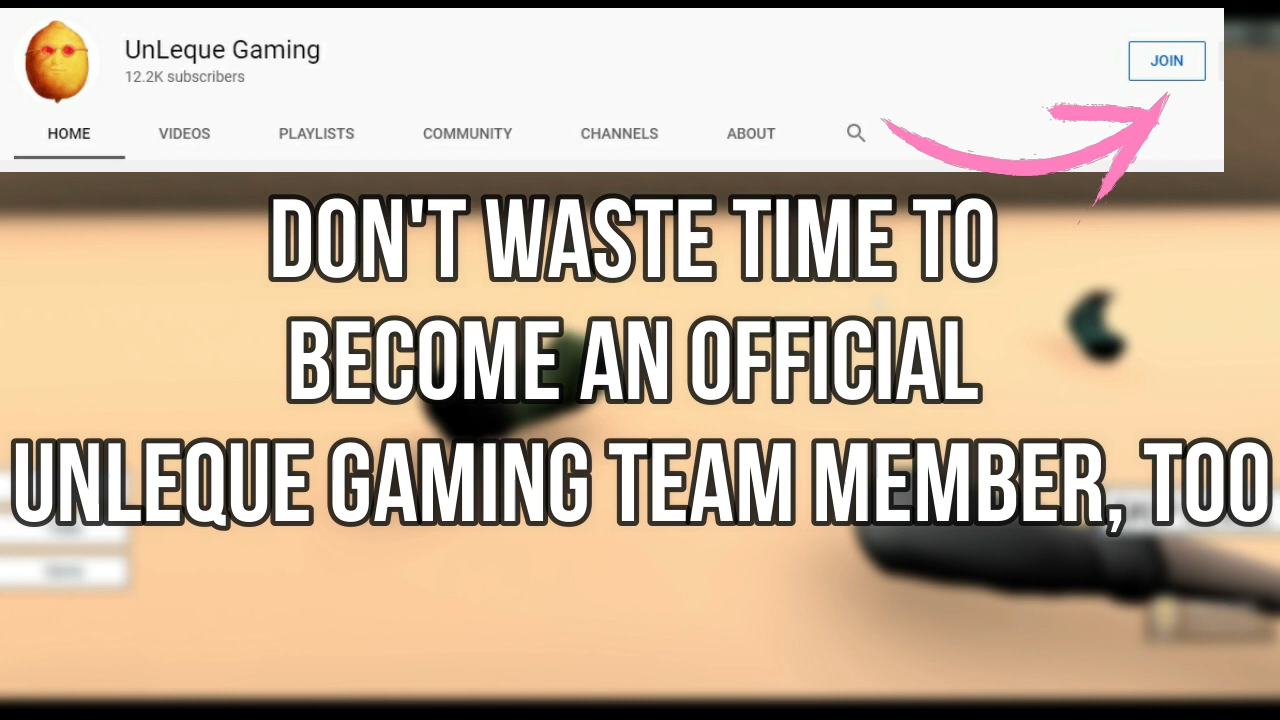 UnLeque Gaming
12.2K subscribers
JOIN
HOME VIDEOS PLAYLISTS COMMUNITY CHANNELS ABOUT
DON'T WASTE TIME TO
BECOME AN OFFICIAL
UNLEQUE GAMING TEAM MEMBER, TOO